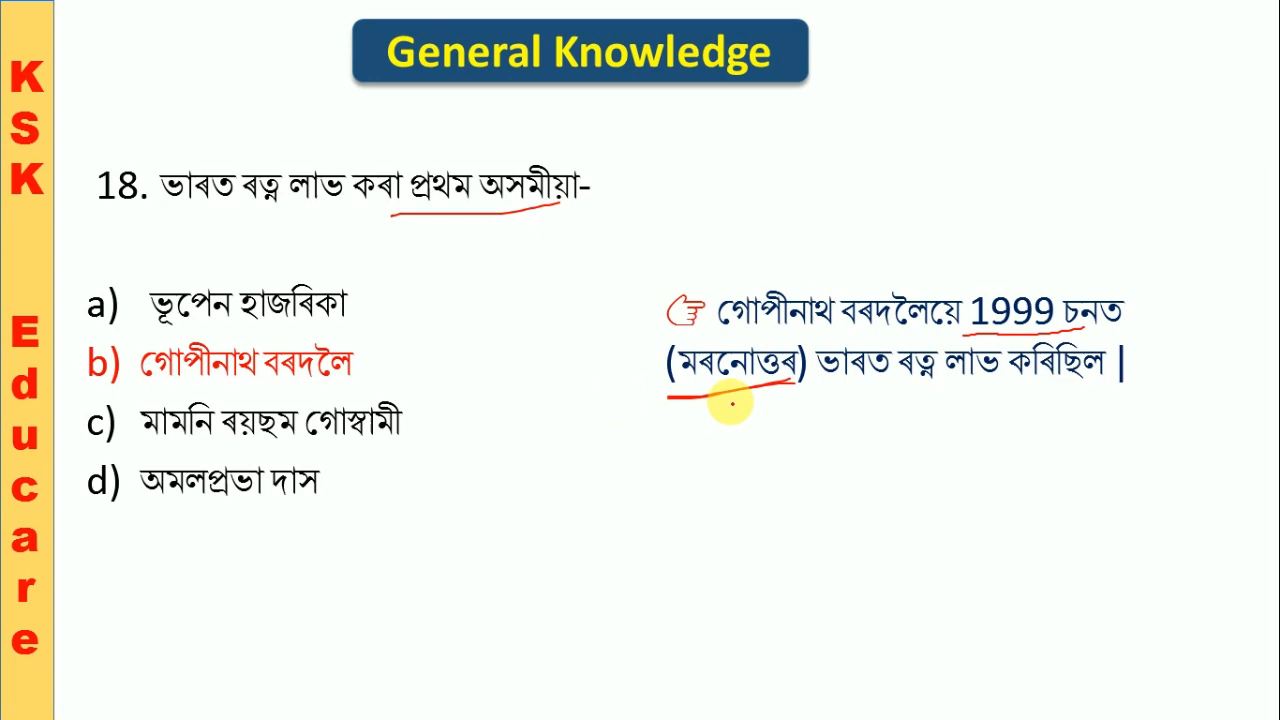 General Knowledge
KSK Educare
18. ভাৰত ৰত্ন লাভ কৰা প্ৰথম অসমীয়া-
a) ভূপেন হাজৰিকা
b) গোপীনাথ বৰদলৈ
c) মামনি ৰয়ছম গোস্বামী
d) অমলপ্ৰভা দাস
গোপীনাথ বৰদলৈয়ে 1999 চনত
(মৰনোত্তৰ) ভাৰত ৰত্ন লাভ কৰিছিল |